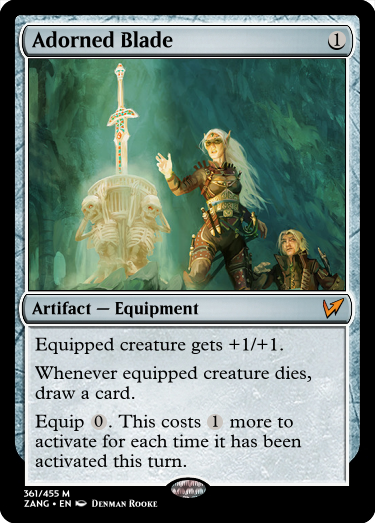 Adorned Blade 1
Artifact — Equipment
Equipped creature gets +1/+1.
Whenever equipped creature dies,
draw a card.
Equip 0. This costs 1 more to
activate for each time it has been
activated this turn.
361/455 M
ZANG • EN Denman Rooke